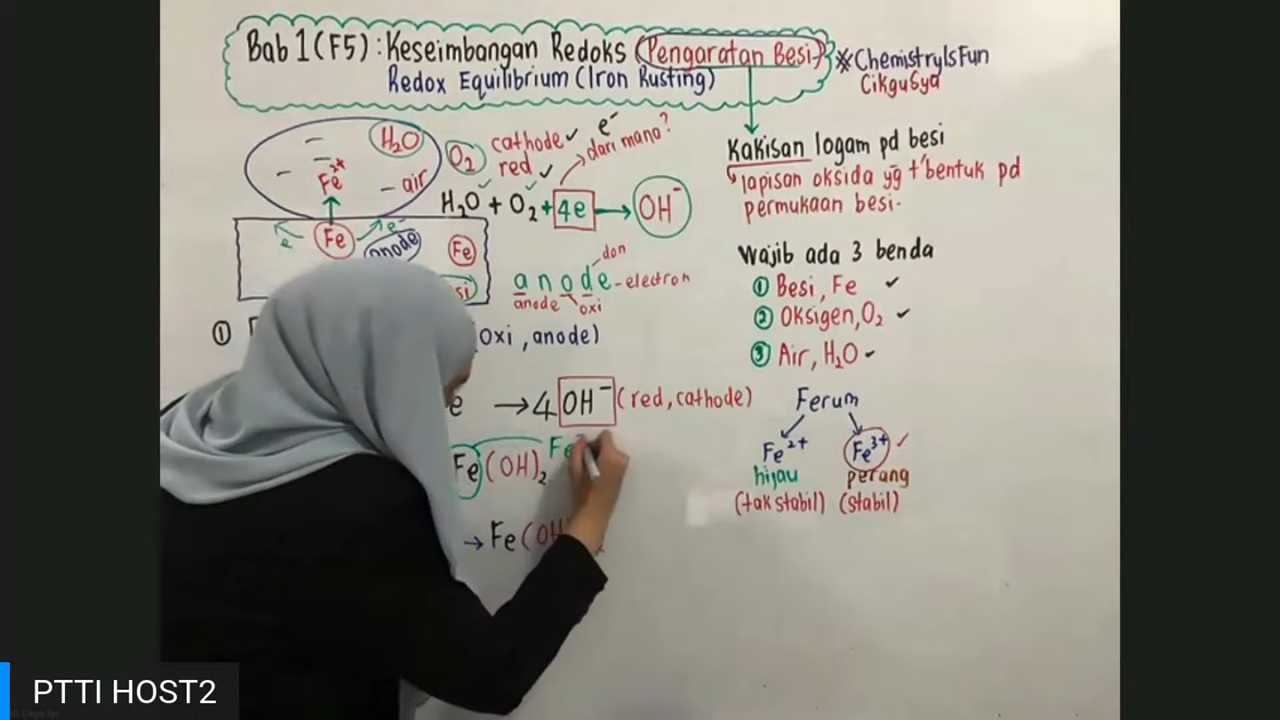 Bab 1 (F5) : Keseimbangan Redoks (Pengaratan Besi)
Redox Equilibrium (Iron Rusting)
*ChemistryIsFun
CikguSya
H₂O
Fe²⁺
air
e
Fe
e⁻
anode
Fe
O₂ cathode ✓
red ✓
e⁻
dari mana?
H₂O + O₂ + 4e → OH⁻
anode - electron
don
anode oxi
①
Oxi , anode)
e → 4 OH⁻ (red, cathode)
Fe(OH)₂ Fe
→ Fe(OH
Kakisan logam pd besi
lapisan oksida yg t'bentuk pd
permukaan besi.
Wajib ada 3 benda
① Besi, Fe ✓
② Oksigen, O₂ ✓
③ Air, H₂O ✓
Ferum
Fe²⁺ Fe³⁺ ✓
hijau perang
(tak stabil) (stabil)
PTTI HOST2